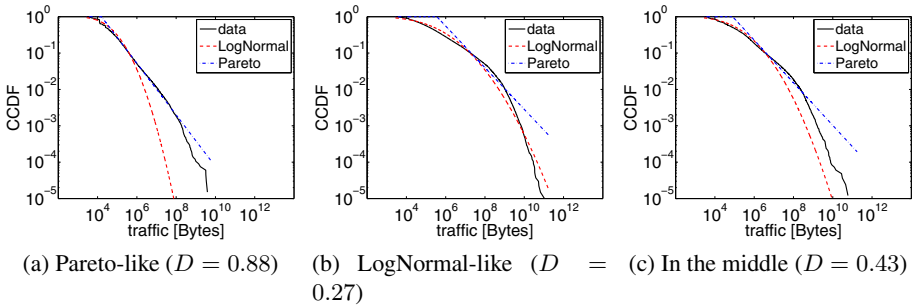 10^0
10^-1
10^-2
10^-3
10^-4
10^-5
CCDF
data
LogNormal
Pareto
10^4 10^6 10^8 10^10 10^12
traffic [Bytes]
(a) Pareto-like (D = 0.88)
10^0
10^-1
10^-2
10^-3
10^-4
10^-5
CCDF
data
LogNormal
Pareto
10^4 10^6 10^8 10^10 10^12
traffic [Bytes]
(b) LogNormal-like (D =
0.27)
10^0
10^-1
10^-2
10^-3
10^-4
10^-5
CCDF
data
LogNormal
Pareto
10^4 10^6 10^8 10^10 10^12
traffic [Bytes]
(c) In the middle (D = 0.43)